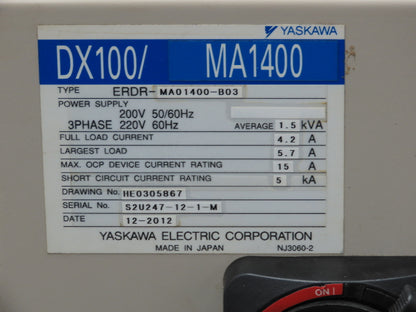 YASKAWA
DX100/ MA1400
TYPE ERDR-MA01400-B03
POWER SUPPLY
200V 50/60Hz
3PHASE 220V 60Hz AVERAGE 1.5 kVA
FULL LOAD CURRENT 4.2 A
LARGEST LOAD 5.7 A
MAX. OCP DEVICE CURRENT RATING 15 A
SHORT CIRCUIT CURRENT RATING 5 kA
DRAWING No. HE0305867
SERIAL No. S2U247-12-1-M
DATE 12-2012
YASKAWA ELECTRIC CORPORATION
MADE IN JAPAN NJ3060-2
ON I